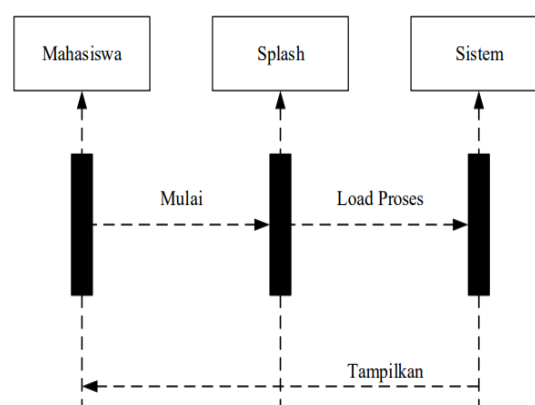 Mahasiswa
Splash
Sistem
Mulai
Load Proses
Tampilkan